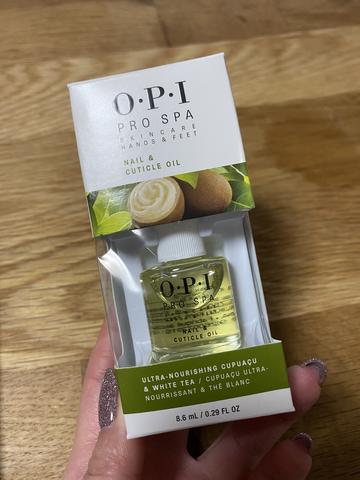 O·P·I
PRO SPA
SKINCARE
HANDS & FEET
NAIL &
CUTICLE OIL
O·P·I
PRO SPA
NAIL &
CUTICLE OIL
ULTRA-NOURISHING CUPUAÇU
& WHITE TEA / CUPUAÇU ULTRA-
NOURRISSANT & THÉ BLANC
8.6 mL / 0.29 FL OZ